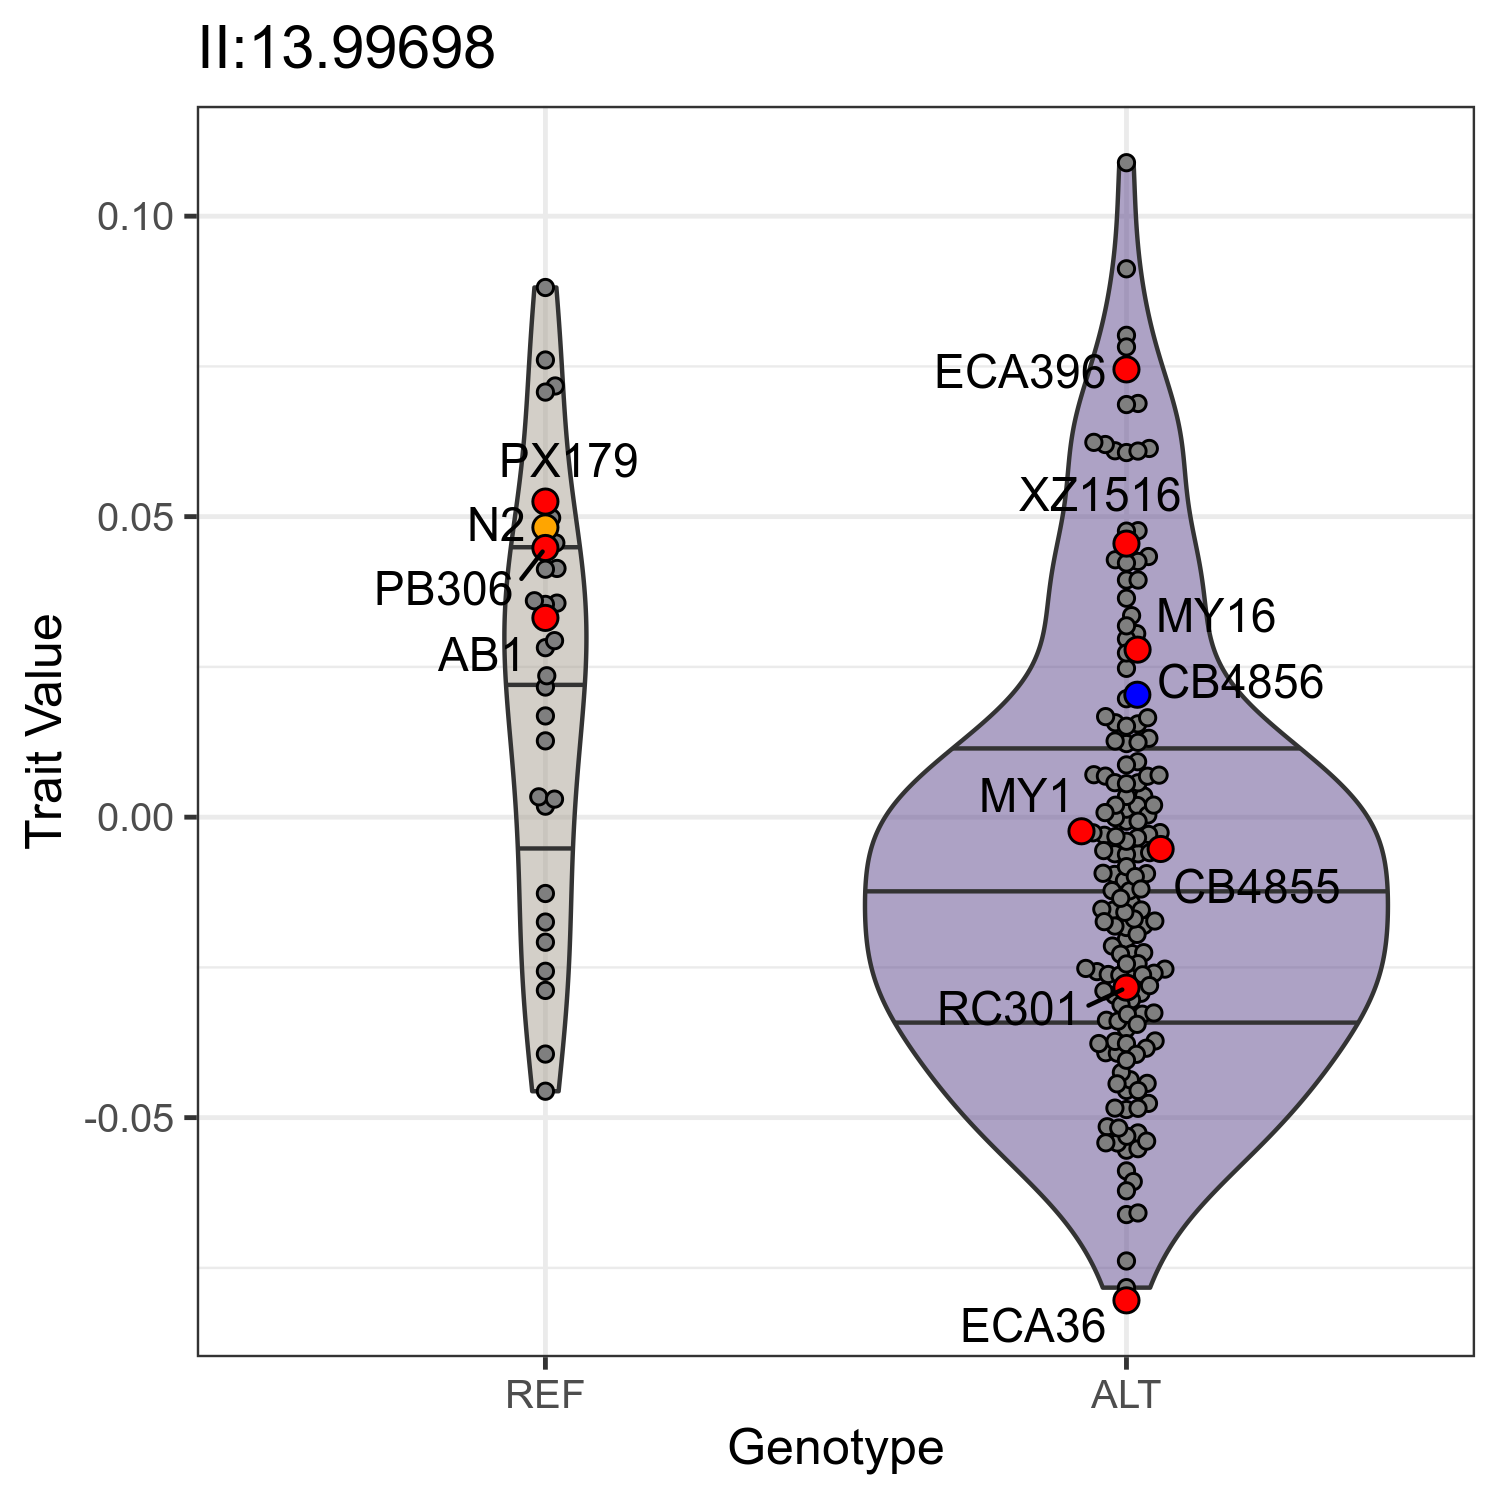 II:13.99698
0.10
0.05
0.00
-0.05
Trait Value
PX179
N2
PB306
AB1
ECA396
XZ1516
MY16
CB4856
MY1
CB4855
RC301
ECA36
REF
ALT
Genotype